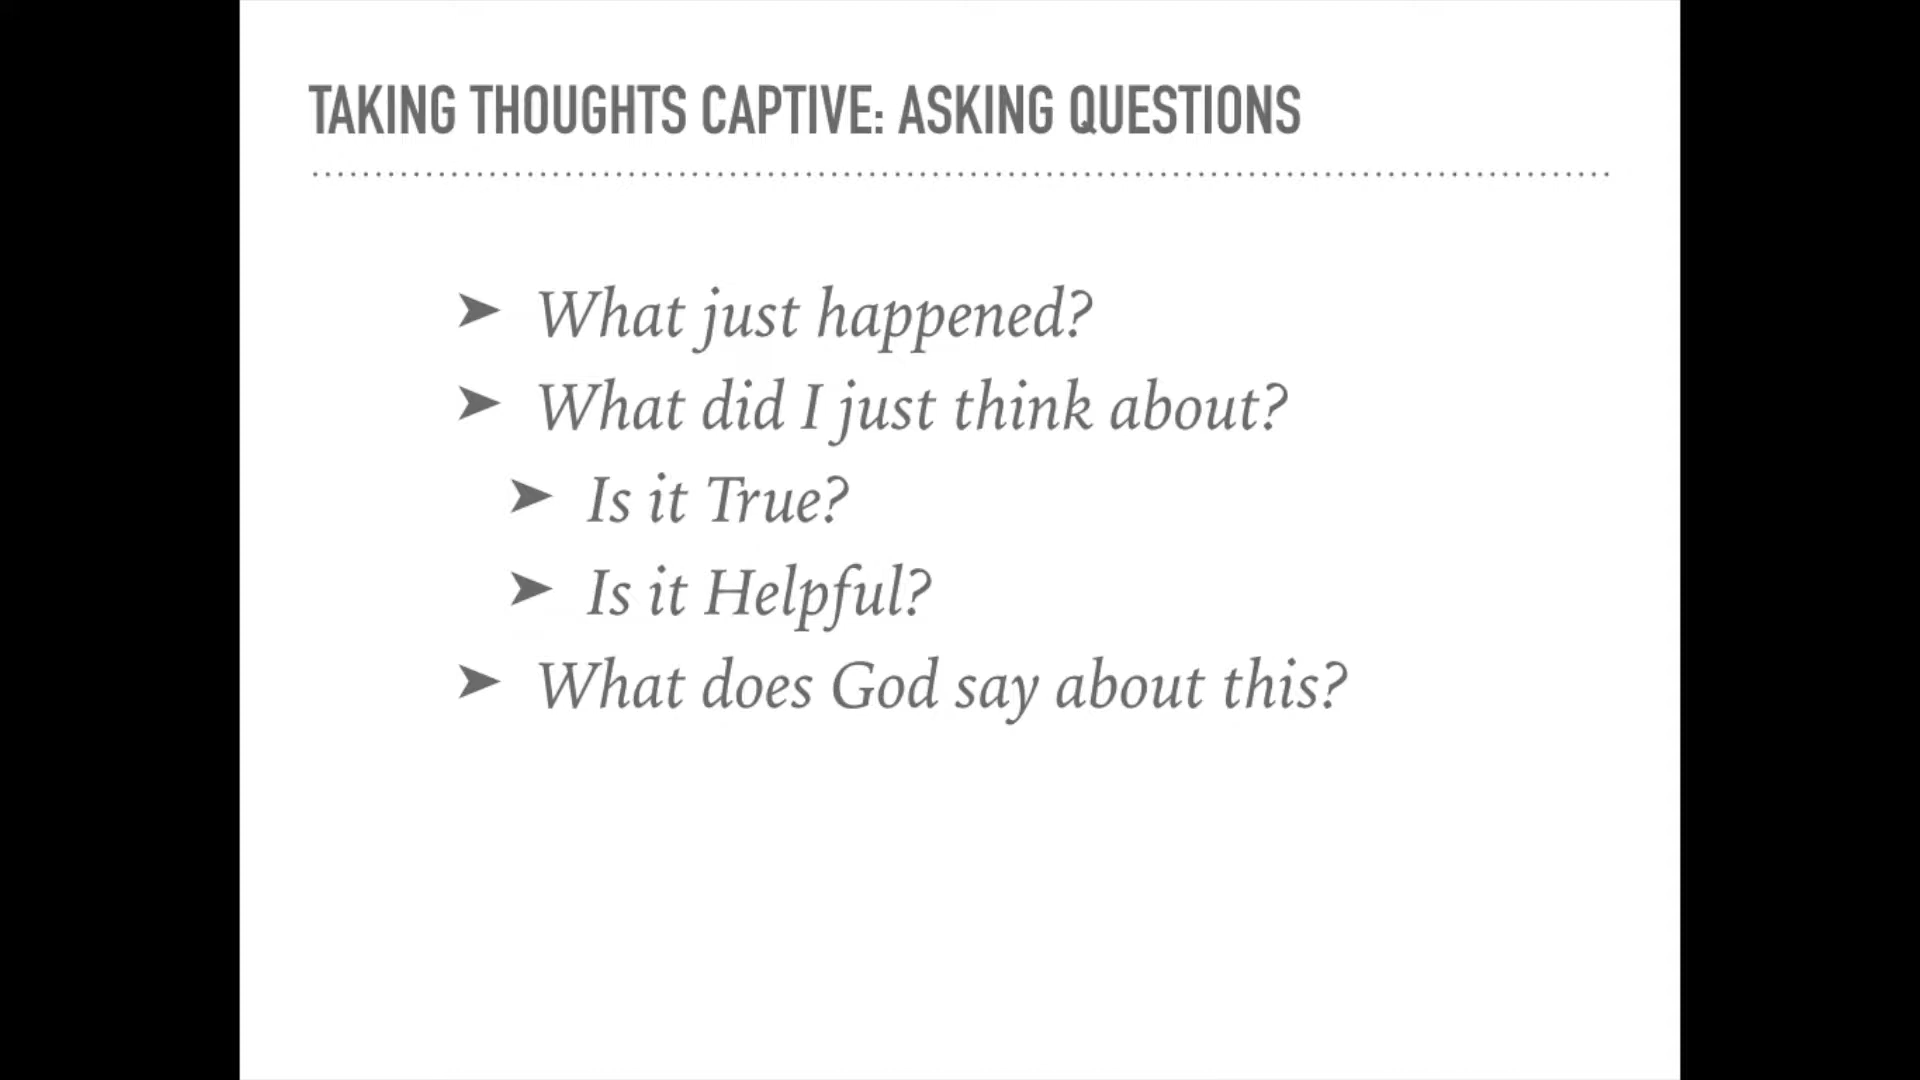 TAKING THOUGHTS CAPTIVE: ASKING QUESTIONS
➤ What just happened?
➤ What did I just think about?
➤ Is it True?
➤ Is it Helpful?
➤ What does God say about this?